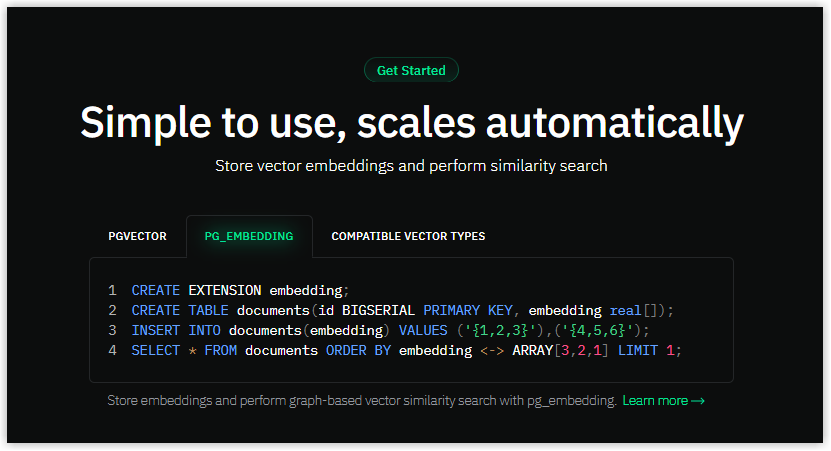 Get Started
Simple to use, scales automatically
Store vector embeddings and perform similarity search
PGVECTOR PG_EMBEDDING COMPATIBLE VECTOR TYPES
1 CREATE EXTENSION embedding;
2 CREATE TABLE documents(id BIGSERIAL PRIMARY KEY, embedding real[]);
3 INSERT INTO documents(embedding) VALUES ('{1,2,3}'),('{4,5,6}');
4 SELECT * FROM documents ORDER BY embedding <-> ARRAY[3,2,1] LIMIT 1;
Store embeddings and perform graph-based vector similarity search with pg_embedding. Learn more →